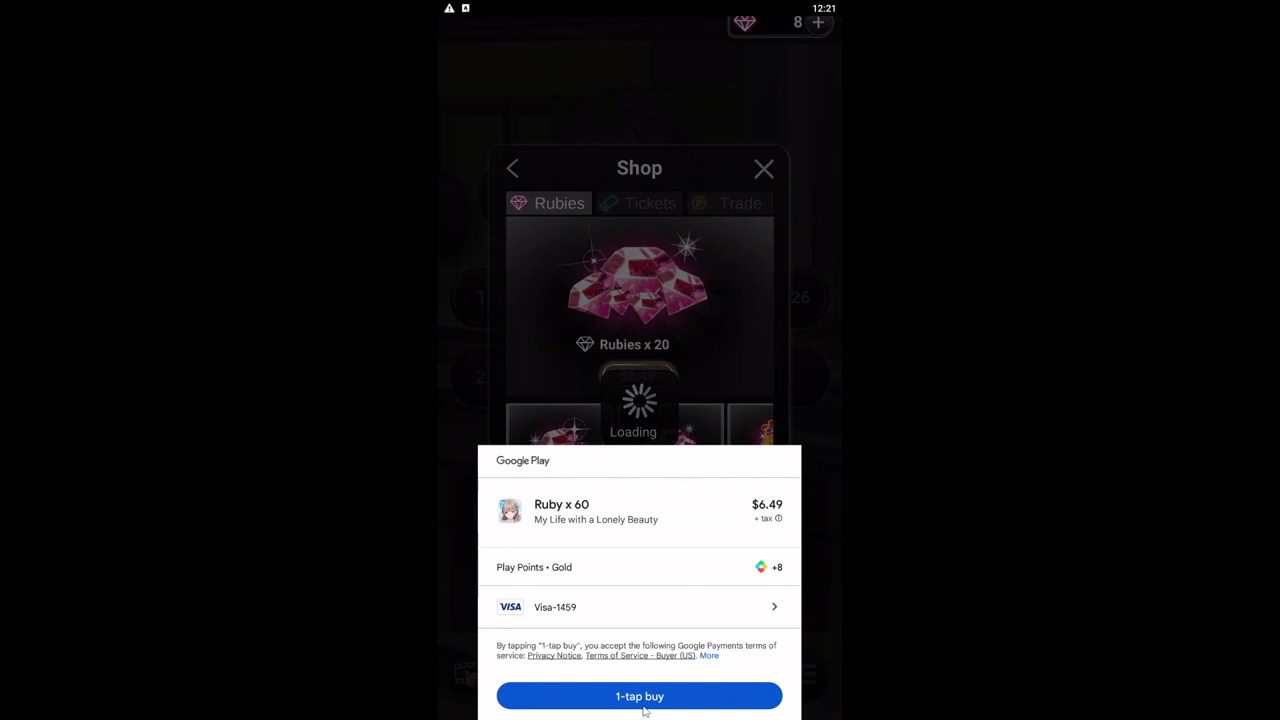 12:21
8 +
Shop
Rubies Tickets Trade
Rubies x 20
26
Loading
Google Play
Ruby x 60 $6.49
My Life with a Lonely Beauty + tax
Play Points • Gold +8
VISA Visa-1459
By tapping "1-tap buy", you accept the following Google Payments terms of
service: Privacy Notice, Terms of Service - Buyer (US). More
1-tap buy